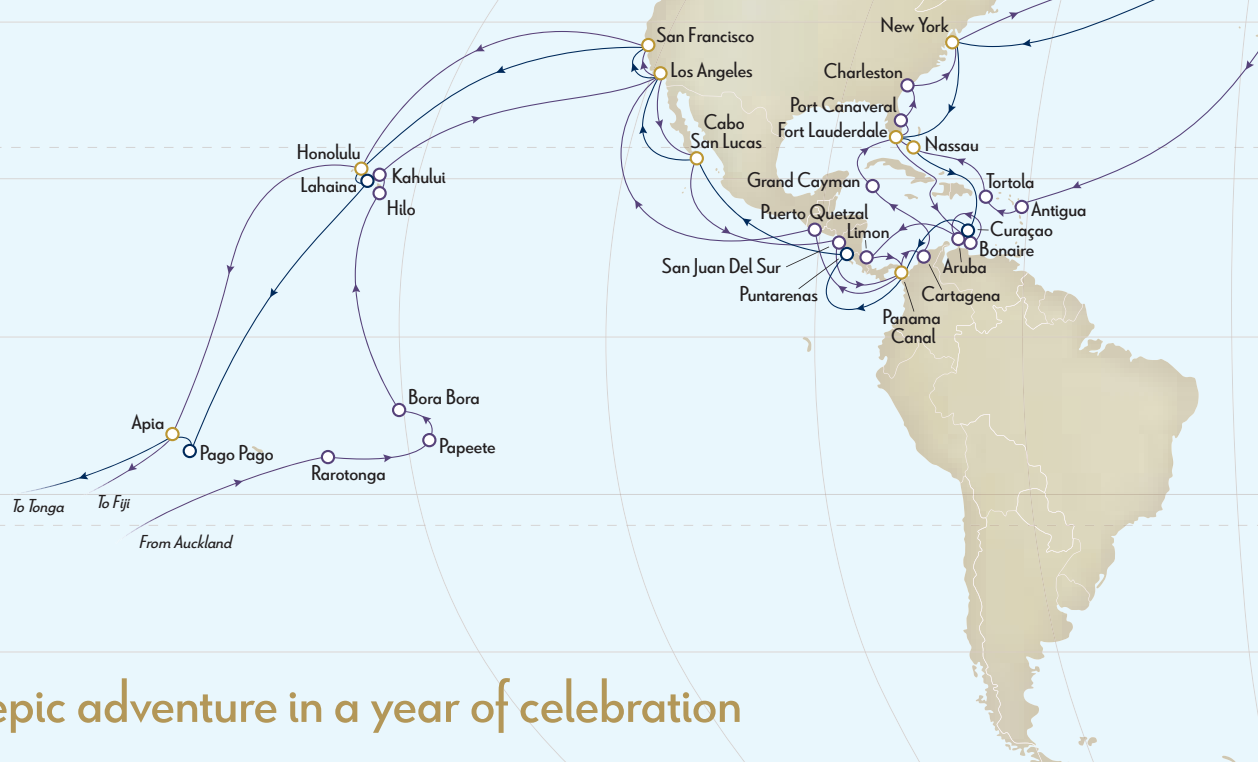 New York
San Francisco
Los Angeles
Charleston
Port Canaveral
Fort Lauderdale
Cabo
San Lucas
Nassau
Honolulu
Lahaina
Kahului
Hilo
Grand Cayman
Tortola
Antigua
Puerto Quetzal
Limon
Curaçao
Bonaire
San Juan Del Sur
Aruba
Puntarenas
Cartagena
Panama
Canal
Bora Bora
Apia
Pago Pago
Papeete
Rarotonga
To Tonga
To Fiji
From Auckland
epic adventure in a year of celebration